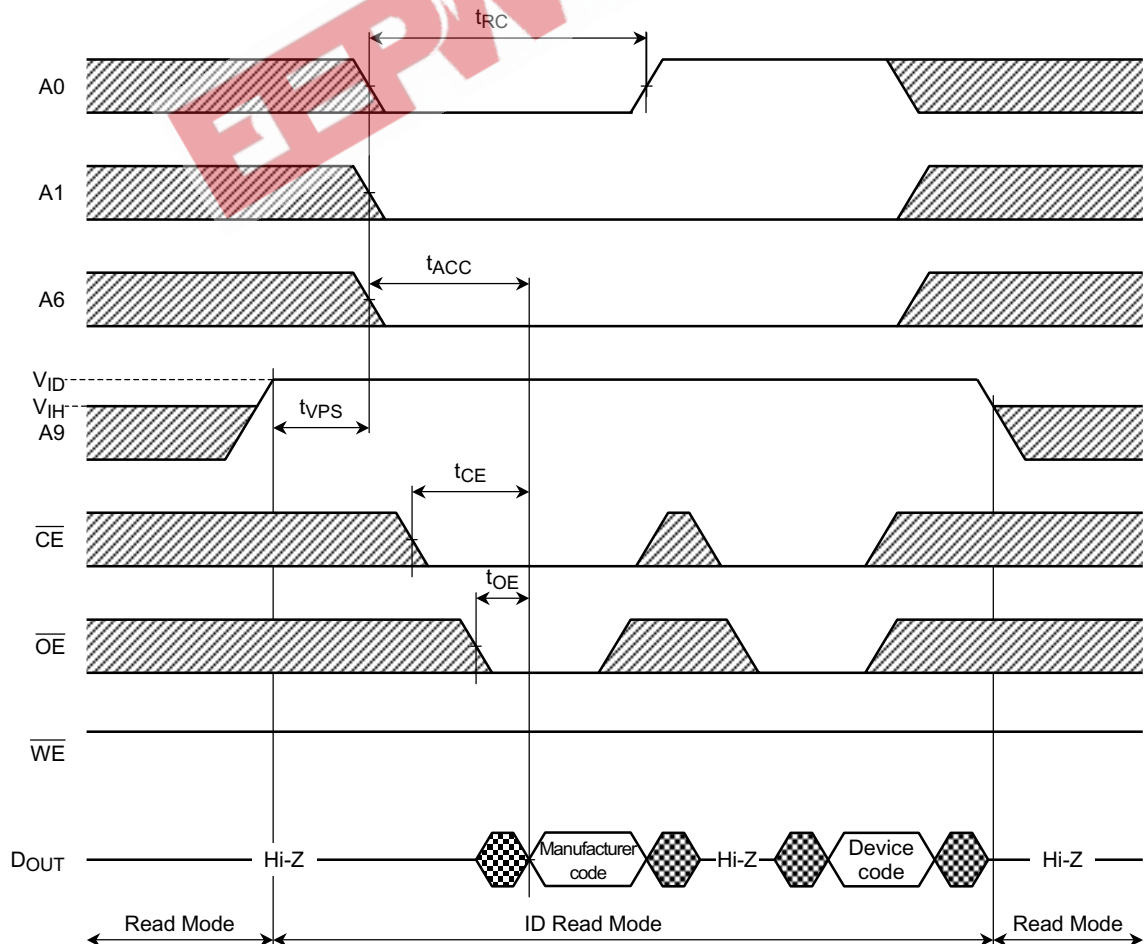 tRC
A0
A1
tACC
A6
VID
VIH
tVPS
A9
tCE
CE
tOE
OE
WE
DOUT
Hi-Z
Manufacturer
code
Hi-Z
Device
code
Hi-Z
Read Mode
ID Read Mode
Read Mode